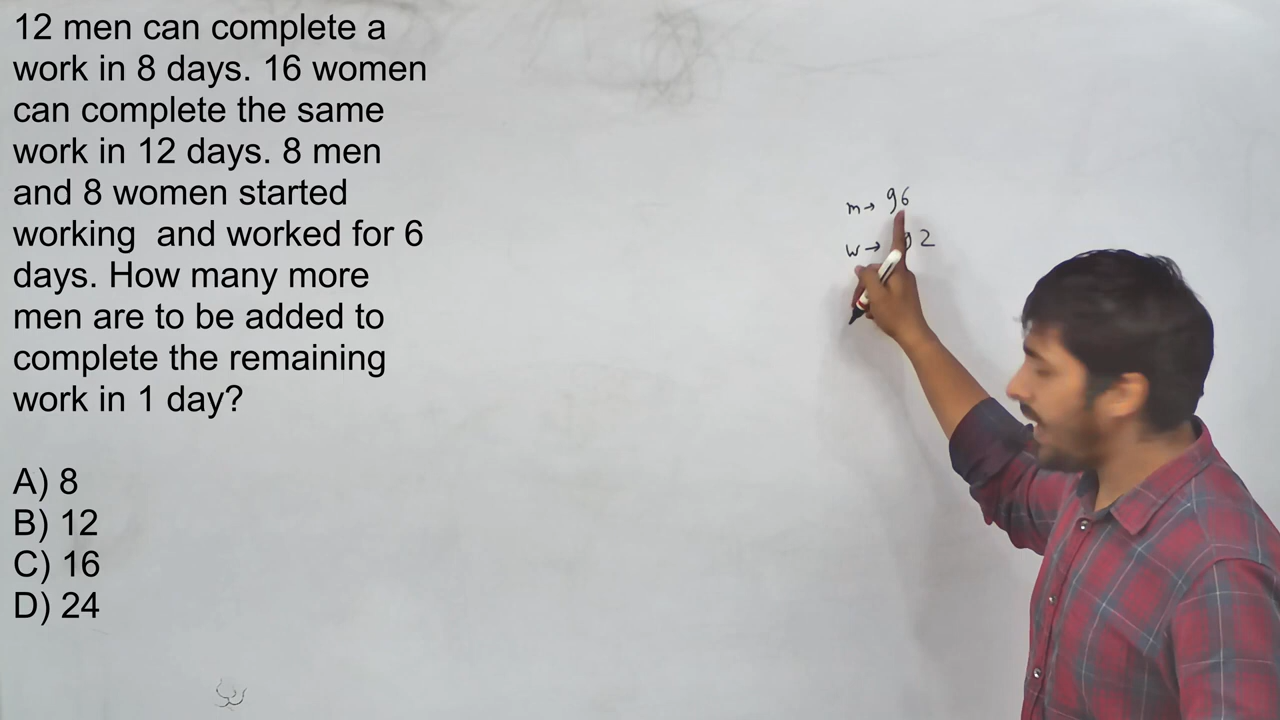 12 men can complete a
work in 8 days. 16 women
can complete the same
work in 12 days. 8 men
and 8 women started
working and worked for 6
days. How many more
men are to be added to
complete the remaining
work in 1 day?
A) 8
B) 12
C) 16
D) 24
m→ 96
w→